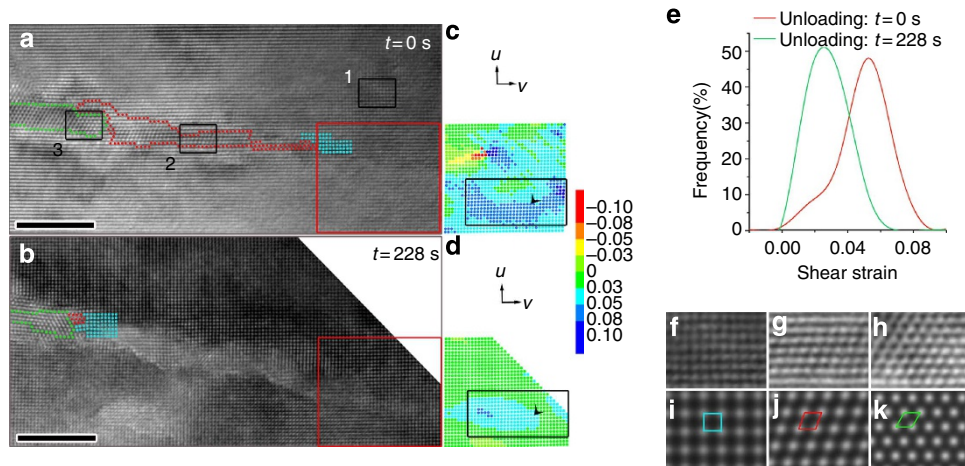 a
t=0 s
1
2
3
b
t=228 s
c
u
v
−0.10
−0.08
−0.05
−0.03
0
0.03
0.05
0.08
0.10
d
u
v
e
Unloading: t=0 s
Unloading: t=228 s
50
40
30
20
10
0
Frequency(%)
0.00 0.04 0.08
Shear strain
f g h
i j k